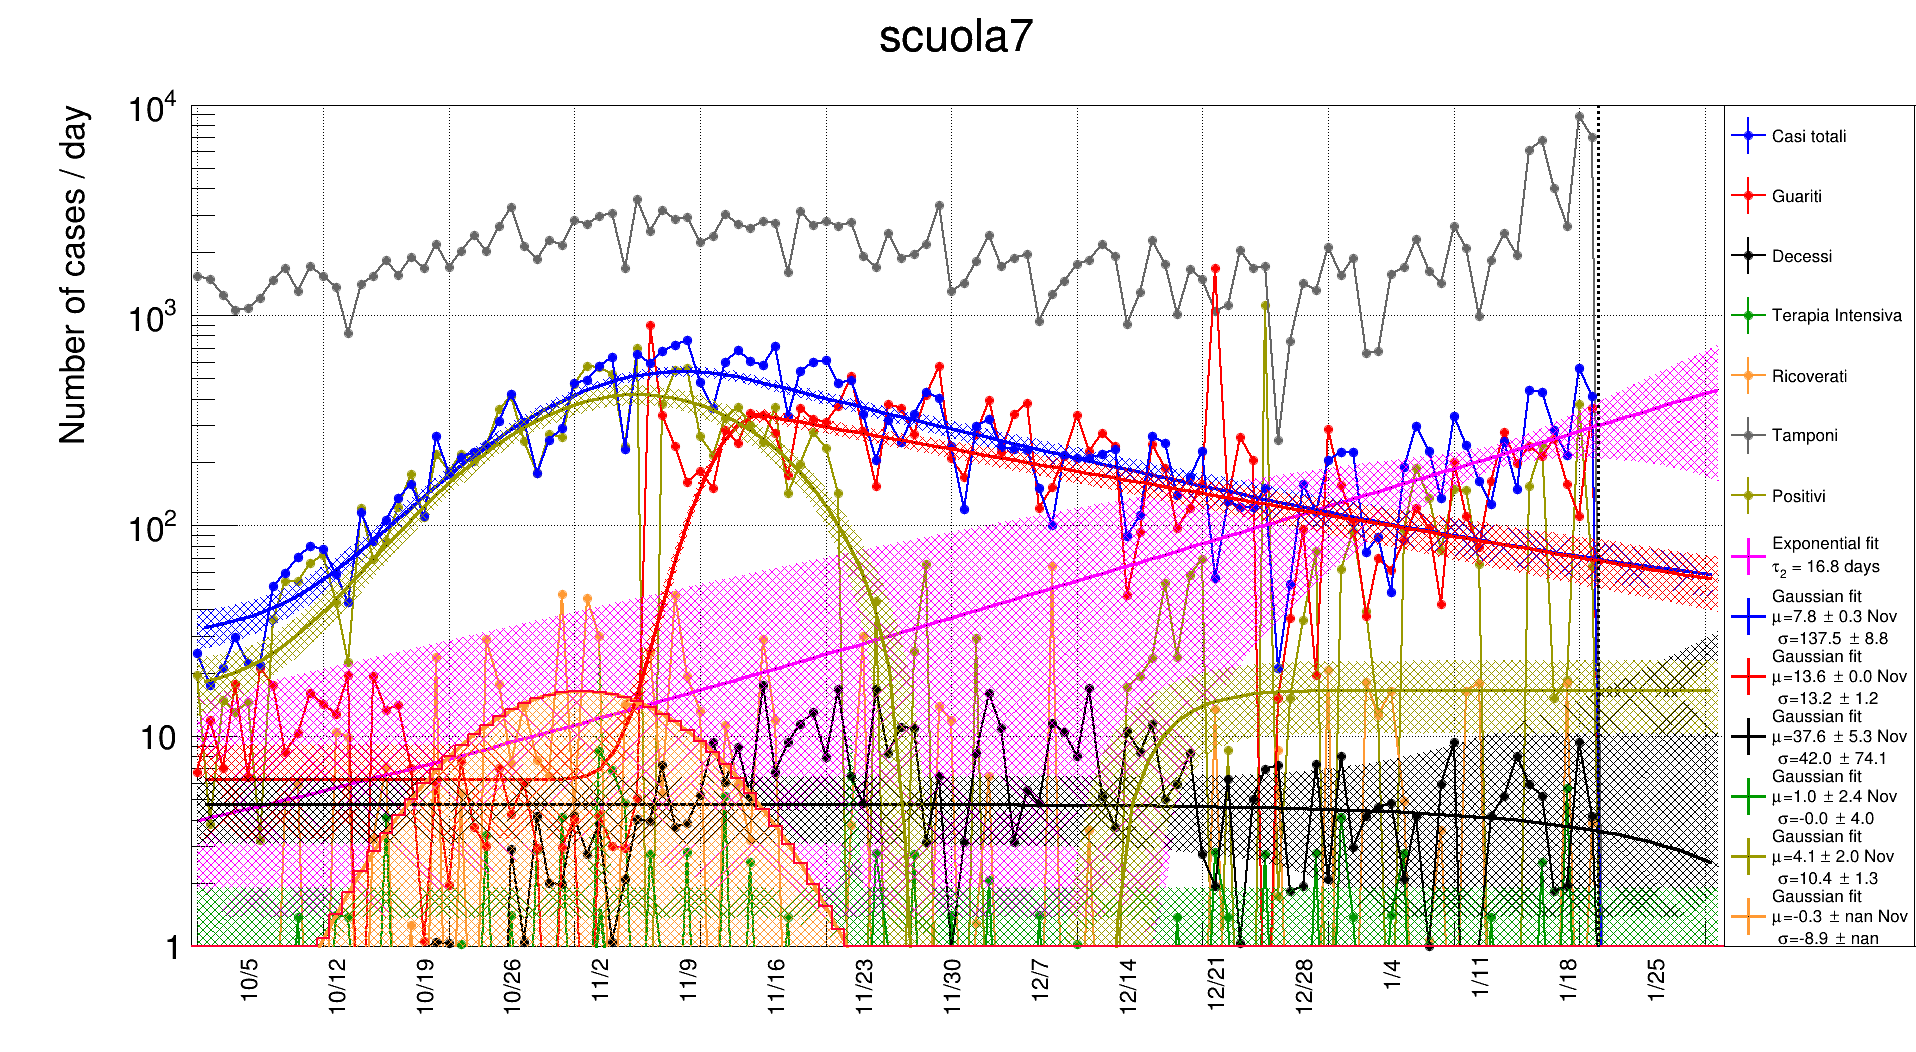 scuola7
Number of cases / day
10^4
10^3
10^2
10
1
10/5
10/12
10/19
10/26
11/2
11/9
11/16
11/23
11/30
12/7
12/14
12/21
12/28
1/4
1/11
1/18
1/25
Casi totali
Guariti
Decessi
Terapia Intensiva
Ricoverati
Tamponi
Positivi
Exponential fit
τ₂ = 16.8 days
Gaussian fit
μ=7.8 ± 0.3 Nov
σ=137.5 ± 8.8
Gaussian fit
μ=13.6 ± 0.0 Nov
σ=13.2 ± 1.2
Gaussian fit
μ=37.6 ± 5.3 Nov
σ=42.0 ± 74.1
Gaussian fit
μ=1.0 ± 2.4 Nov
σ=-0.0 ± 4.0
Gaussian fit
μ=4.1 ± 2.0 Nov
σ=10.4 ± 1.3
Gaussian fit
μ=-0.3 ± nan Nov
σ=-8.9 ± nan